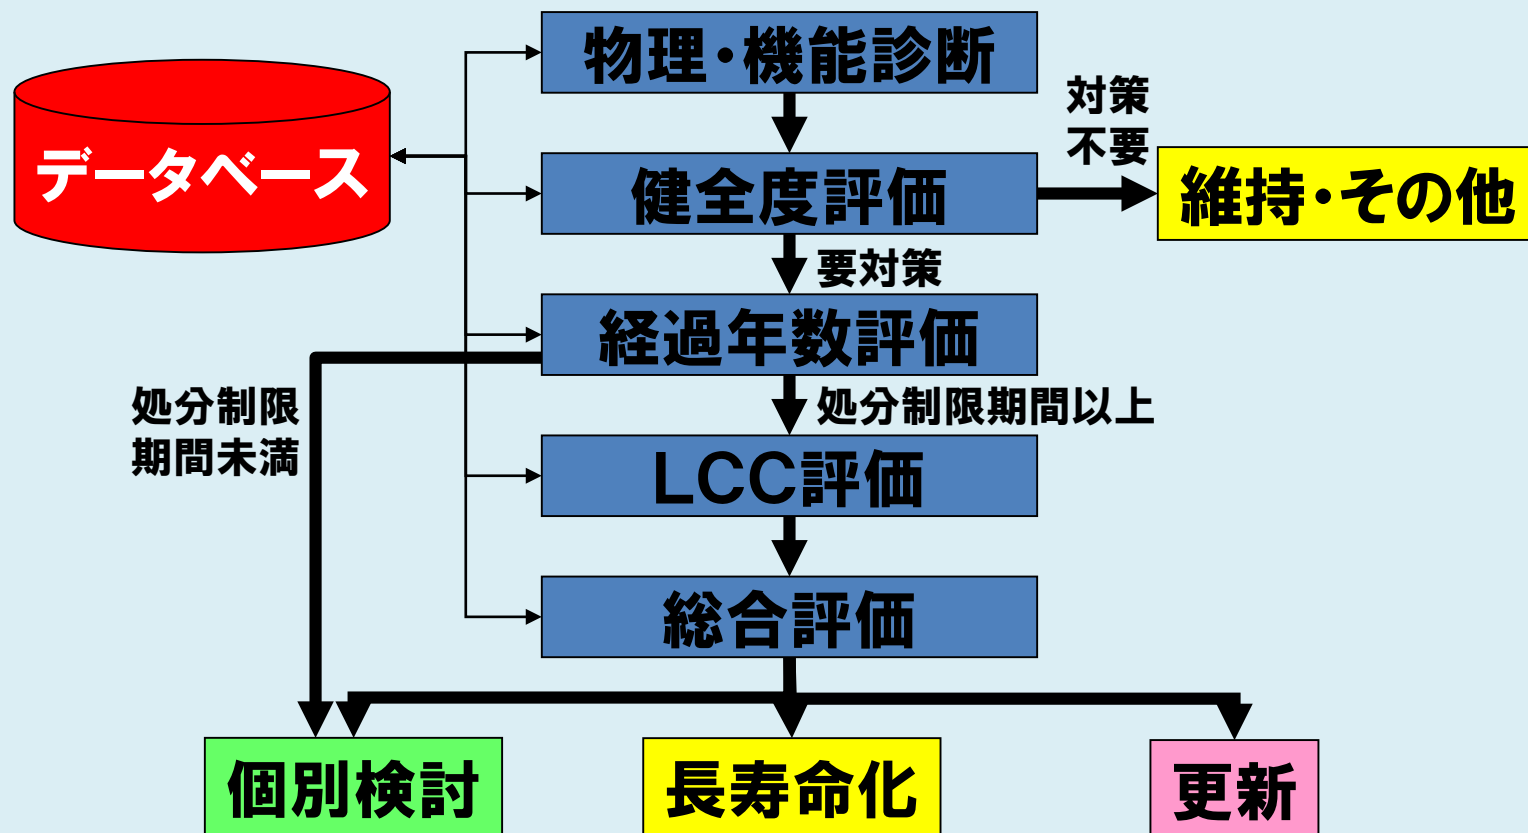 物理・機能診断
データベース
対策
不要
健全度評価
維持・その他
要対策
経過年数評価
処分制限
期間未満
処分制限期間以上
LCC評価
総合評価
個別検討
長寿命化
更新